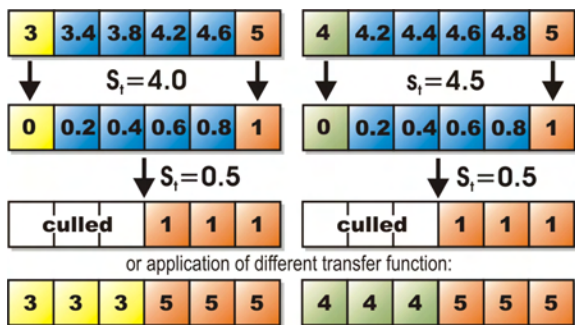 3 3.4 3.8 4.2 4.6 5 4 4.2 4.4 4.6 4.8 5
St=4.0 St=4.5
0 0.2 0.4 0.6 0.8 1 0 0.2 0.4 0.6 0.8 1
St=0.5 St=0.5
culled 1 1 1 culled 1 1 1
or application of different transfer function:
3 3 3 5 5 5 4 4 4 5 5 5